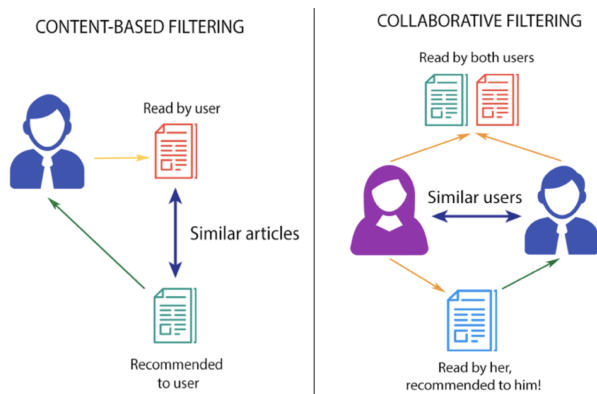 CONTENT-BASED FILTERING
Read by user
Similar articles
Recommended
to user
COLLABORATIVE FILTERING
Read by both users
Similar users
Read by her,
recommended to him!